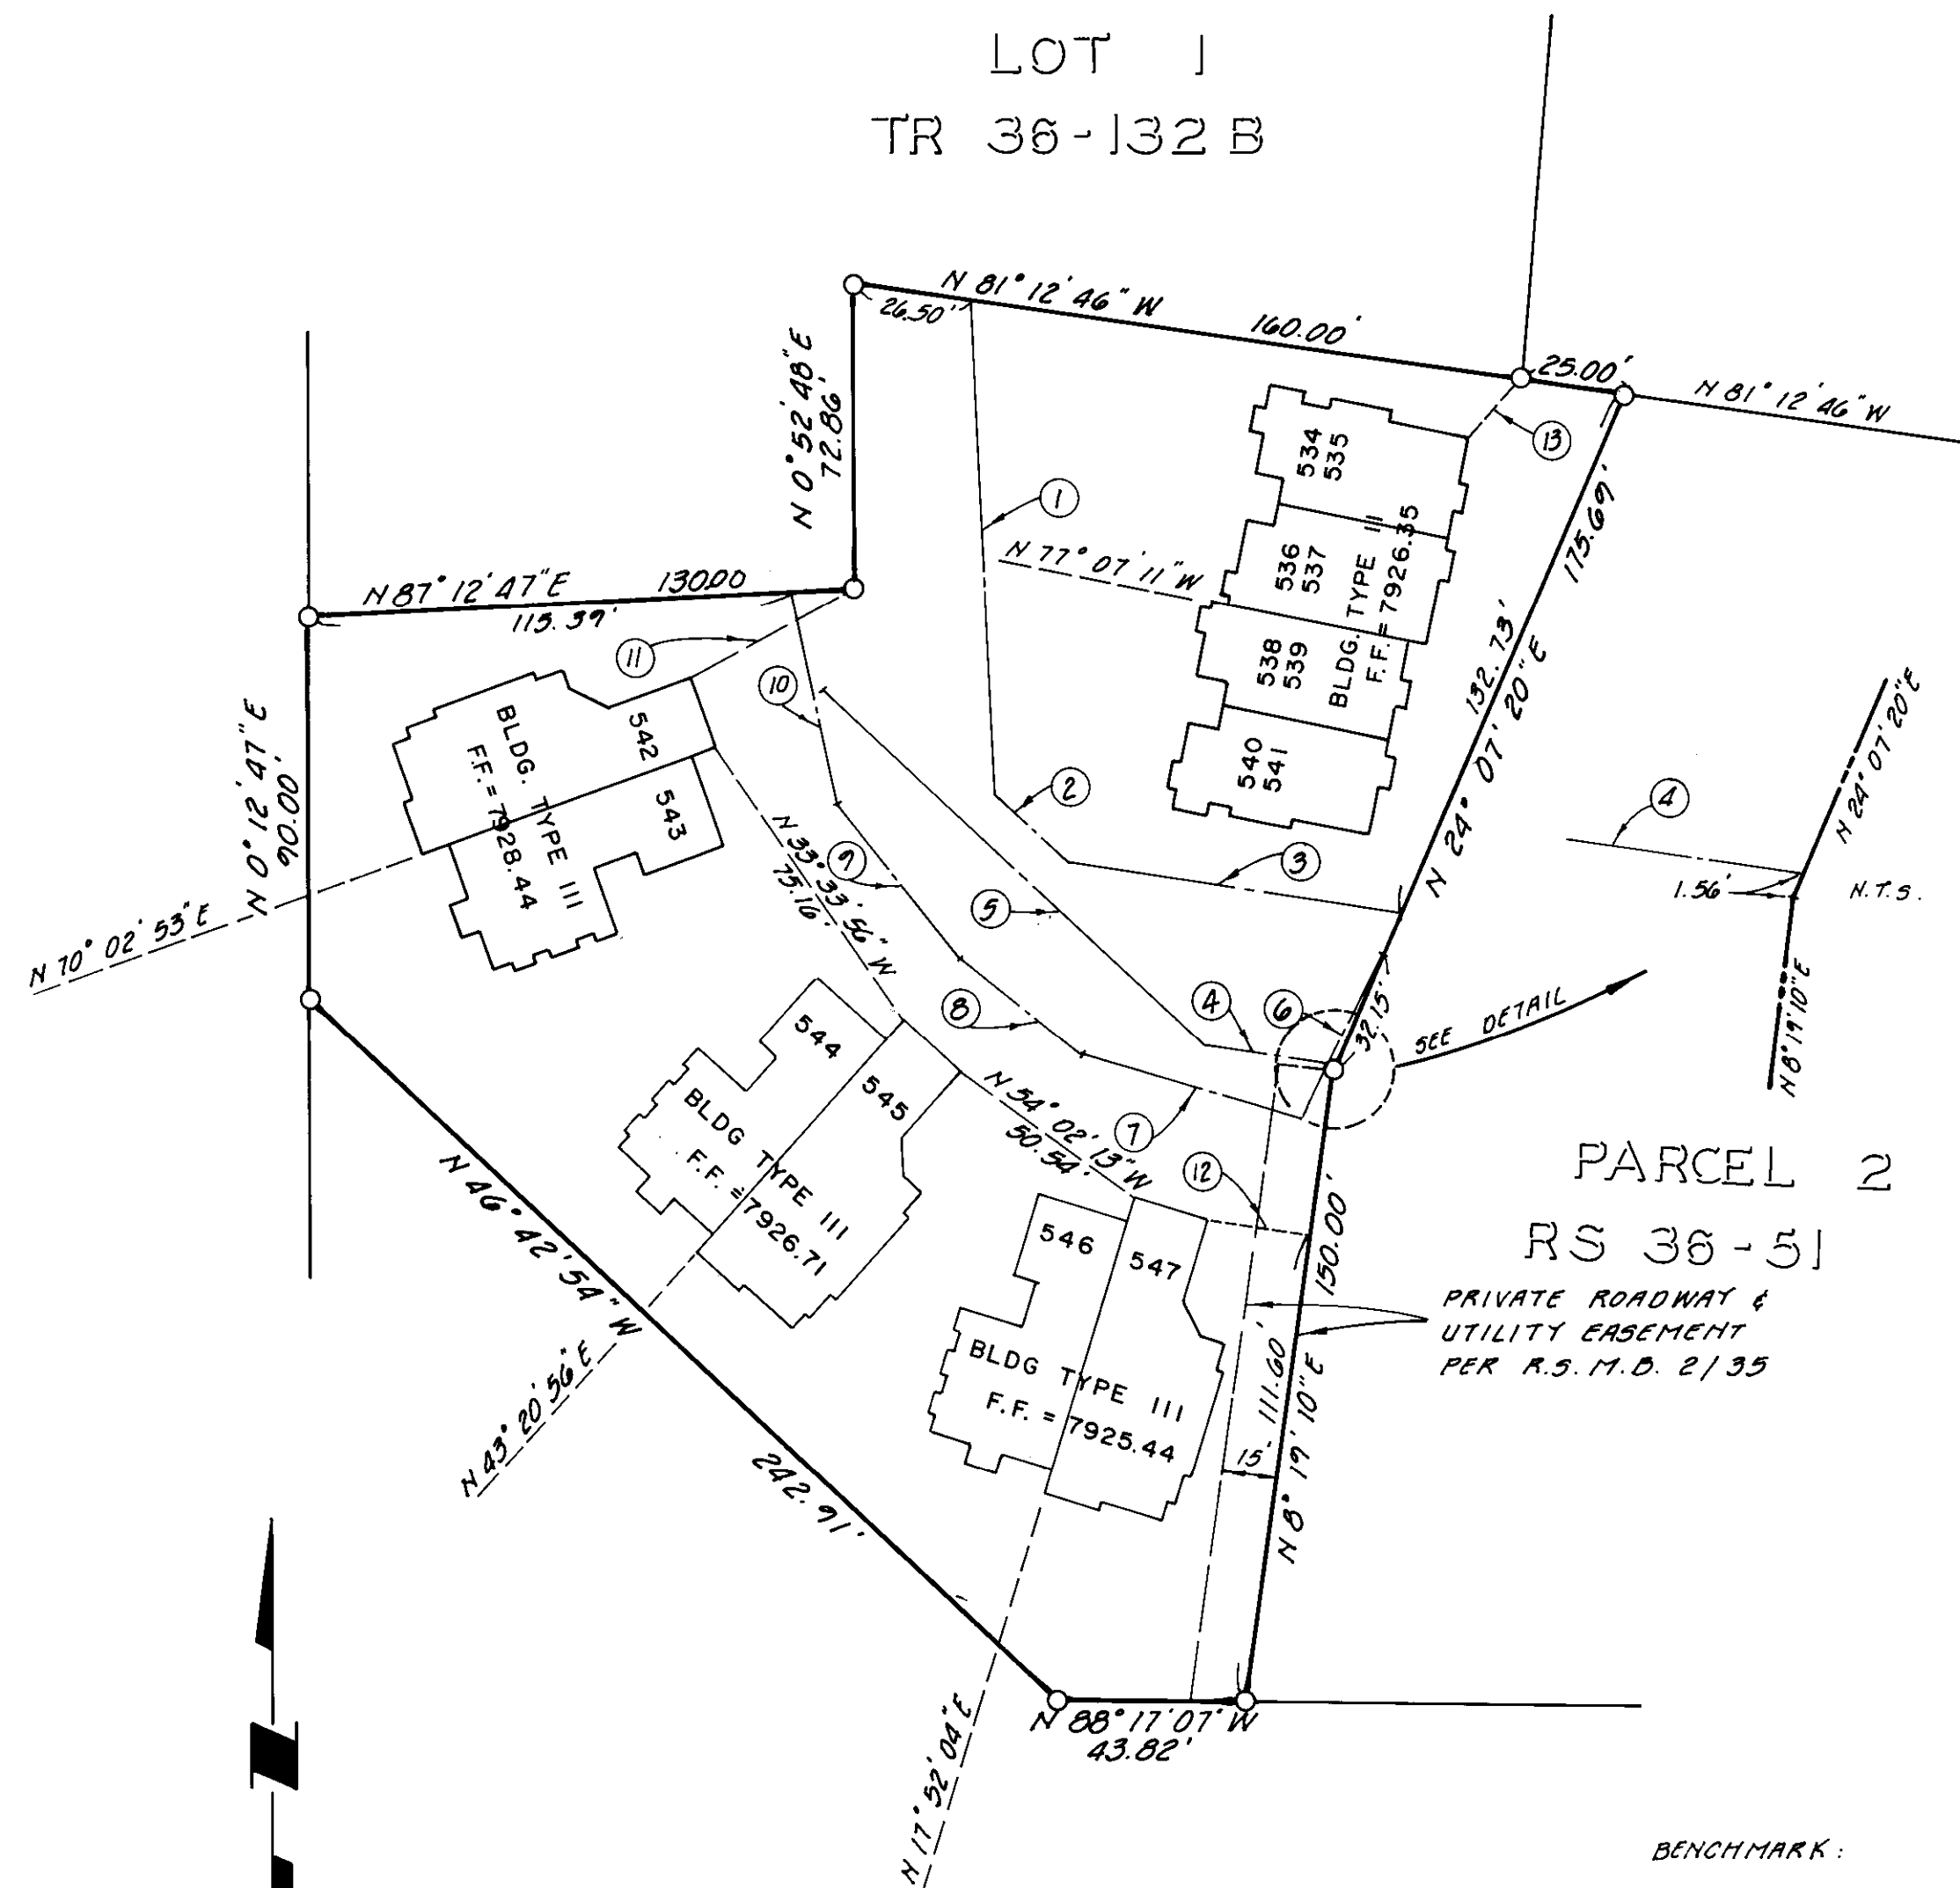 LOT 1
TR 36-132 B
N 81° 12' 46" W
26.50'
160.00'
25.00'
N 81° 12' 46" W
N 0° 52' 48" E
72.86'
13
534
535
1
N 77° 07' 11" W
536
537
BLDG. TYPE III
F.F. = 7926.35
175.69'
N 87° 12' 47" E
130.00
115.39'
11
10
538
539
132.73'
N 24° 07' 20" E
540
541
2
3
N 0° 12' 47" E
90.00'
BLDG. TYPE III
F.F. = 7928.44
542
543
N 33° 33' 56" W
75.16'
9
5
N 70° 02' 53" E
4
N 24° 07' 20" E
1.56'
N.T.S.
N 8° 19' 10" E
8
4
6
32.15'
SEE DETAIL
544
545
BLDG TYPE III
F.F. = 7926.71
N 54° 02' 13" W
50.54'
7
12
PARCEL 2
RS 36-51
PRIVATE ROADWAY &
UTILITY EASEMENT
PER R.S. M.B. 2/35
546
547
BLDG TYPE III
F.F. = 7925.44
150.00'
111.60'
15'
N 8° 19' 10" E
N 46° 42' 54" W
242.91'
N 43° 20' 56" E
N 17° 52' 04" E
N 88° 17' 07" W
43.82'
N
BENCHMARK: